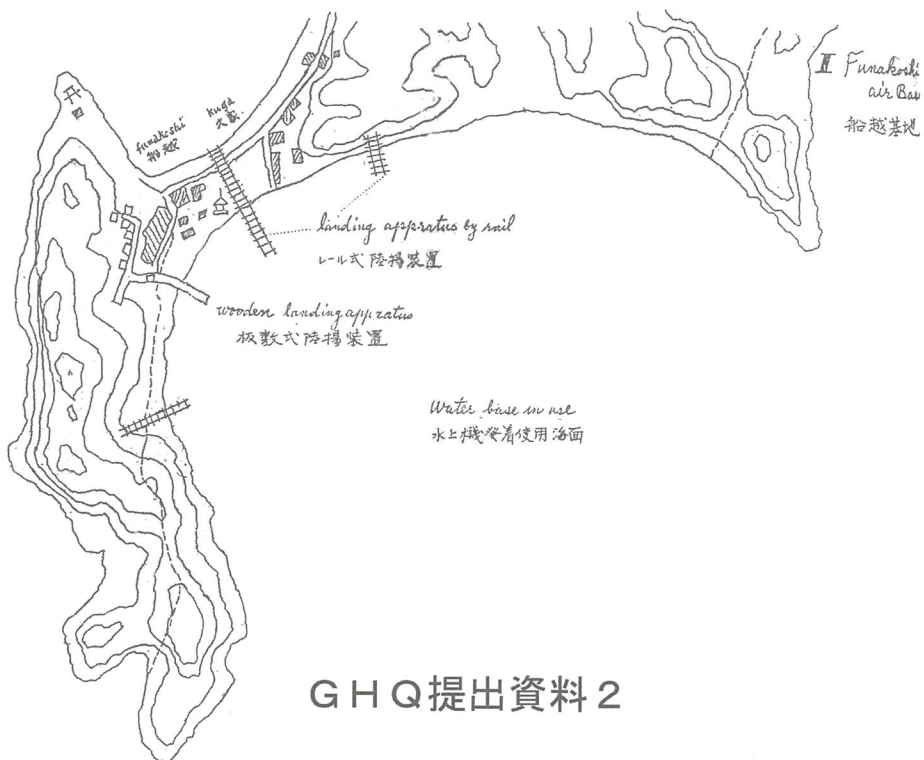 II Funakoshi
air Bas
船越基地
funakoshi
船越
kuga
久家
landing appratus by rail
レール式陸揚装置
wooden landing appratus
板敷式陸揚装置
Water base in use
水上機発着使用海面
GHQ提出資料2